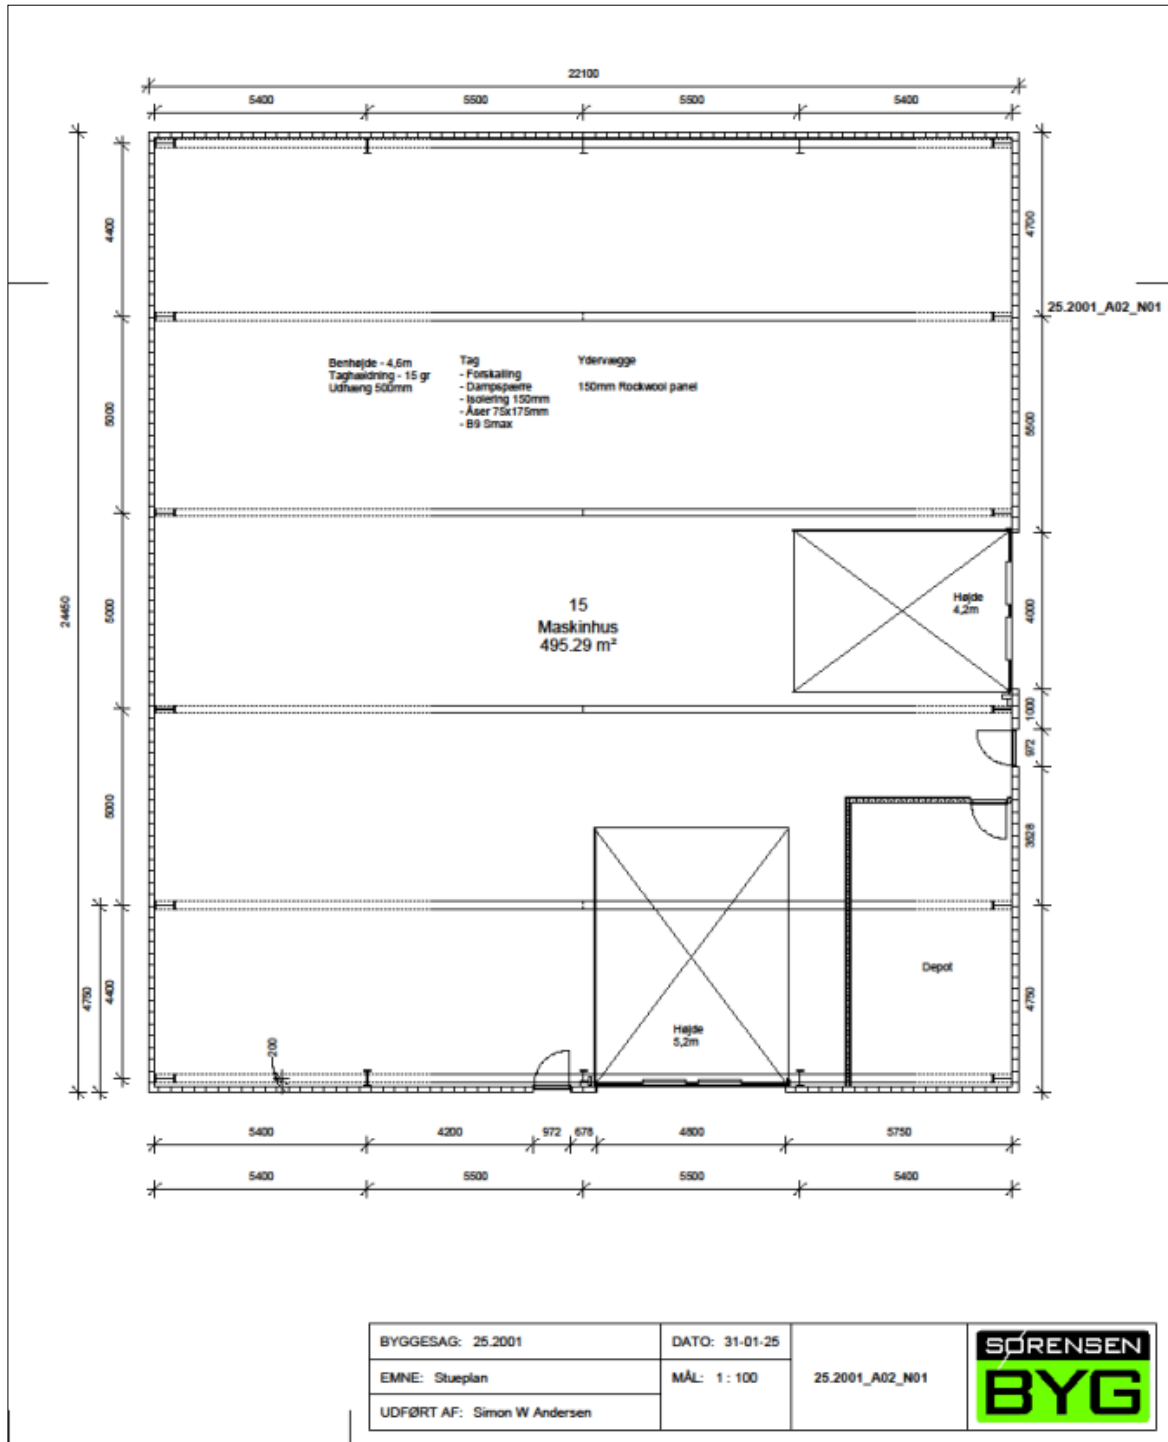 22100
5400 5500 5500 5400
4400
5000
5000
5000
4400
24450
4750
4700
5500
4000
1000
972
3628
4750
25.2001_A02_N01
Benhøjde - 4,6m
Taghældning - 15 gr
Udhæng 500mm
Tag
- Forskalling
- Dampspærre
- Isolering 150mm
- Åser 75x175mm
- B9 Smax
Ydervægge
150mm Rockwool panel
15
Maskinhus
495.29 m²
Højde
4,2m
Depot
Højde
5,2m
200
5400 4200 972 678 4800 5750
5400 5500 5500 5400
BYGGESAG: 25.2001
DATO: 31-01-25
EMNE: Stueplan
MÅL: 1 : 100
25.2001_A02_N01
UDFØRT AF: Simon W Andersen
SØRENSEN
BYG